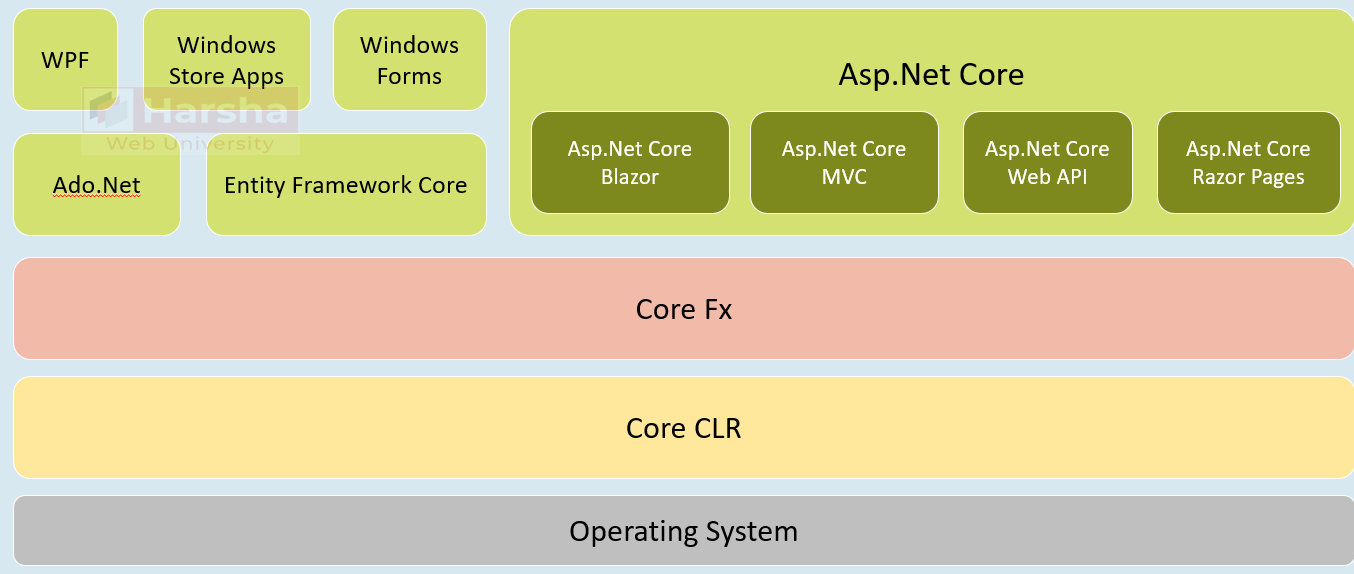 WPF
Windows
Store Apps
Windows
Forms
Asp.Net Core
Harsha
Web University
Ado.Net
Entity Framework Core
Asp.Net Core
Blazor
Asp.Net Core
MVC
Asp.Net Core
Web API
Asp.Net Core
Razor Pages
Core Fx
Core CLR
Operating System